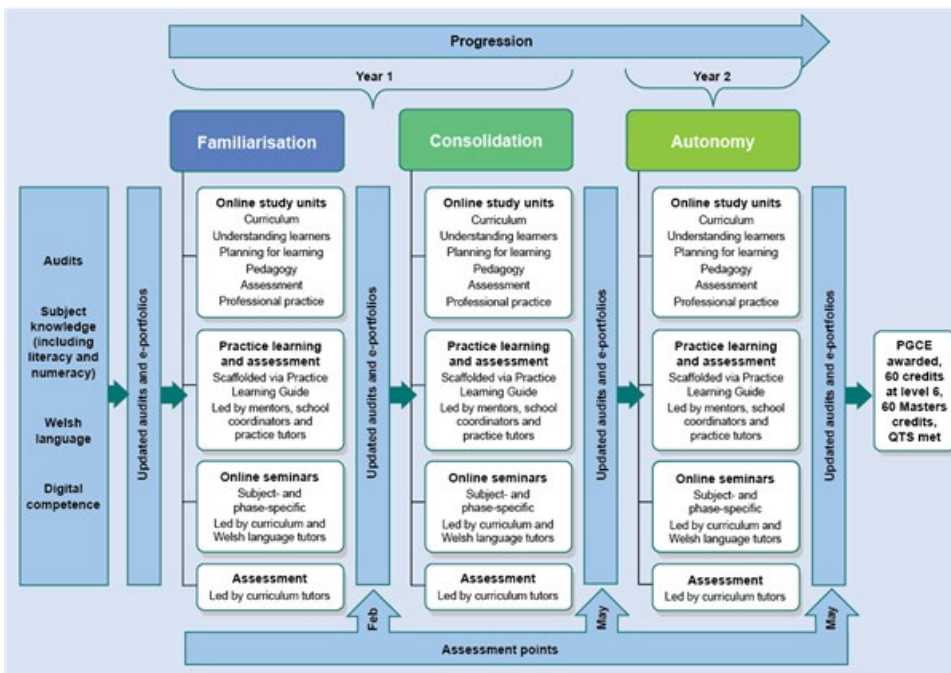 Progression
Year 1
Year 2
Familiarisation
Consolidation
Autonomy
Audits
Subject
knowledge
(including
literacy and
numeracy)
Welsh
language
Digital
competence
Updated audits and e-portfolios
Online study units
Curriculum
Understanding learners
Planning for learning
Pedagogy
Assessment
Professional practice
Practice learning
and assessment
Scaffolded via Practice
Learning Guide
Led by mentors, school
coordinators and
practice tutors
Online seminars
Subject- and
phase-specific
Led by curriculum and
Welsh language tutors
Assessment
Led by curriculum tutors
Updated audits and e-portfolios
Online study units
Curriculum
Understanding learners
Planning for learning
Pedagogy
Assessment
Professional practice
Practice learning
and assessment
Scaffolded via Practice
Learning Guide
Led by mentors, school
coordinators and
practice tutors
Online seminars
Subject- and
phase-specific
Led by curriculum and
Welsh language tutors
Assessment
Led by curriculum tutors
Updated audits and e-portfolios
Online study units
Curriculum
Understanding learners
Planning for learning
Pedagogy
Assessment
Professional practice
Practice learning
and assessment
Scaffolded via Practice
Learning Guide
Led by mentors, school
coordinators and
practice tutors
Online seminars
Subject- and
phase-specific
Led by curriculum and
Welsh language tutors
Assessment
Led by curriculum tutors
Updated audits and e-portfolios
PGCE
awarded,
60 credits
at level 6,
60 Masters
credits,
QTS met
Feb
May
May
Assessment points